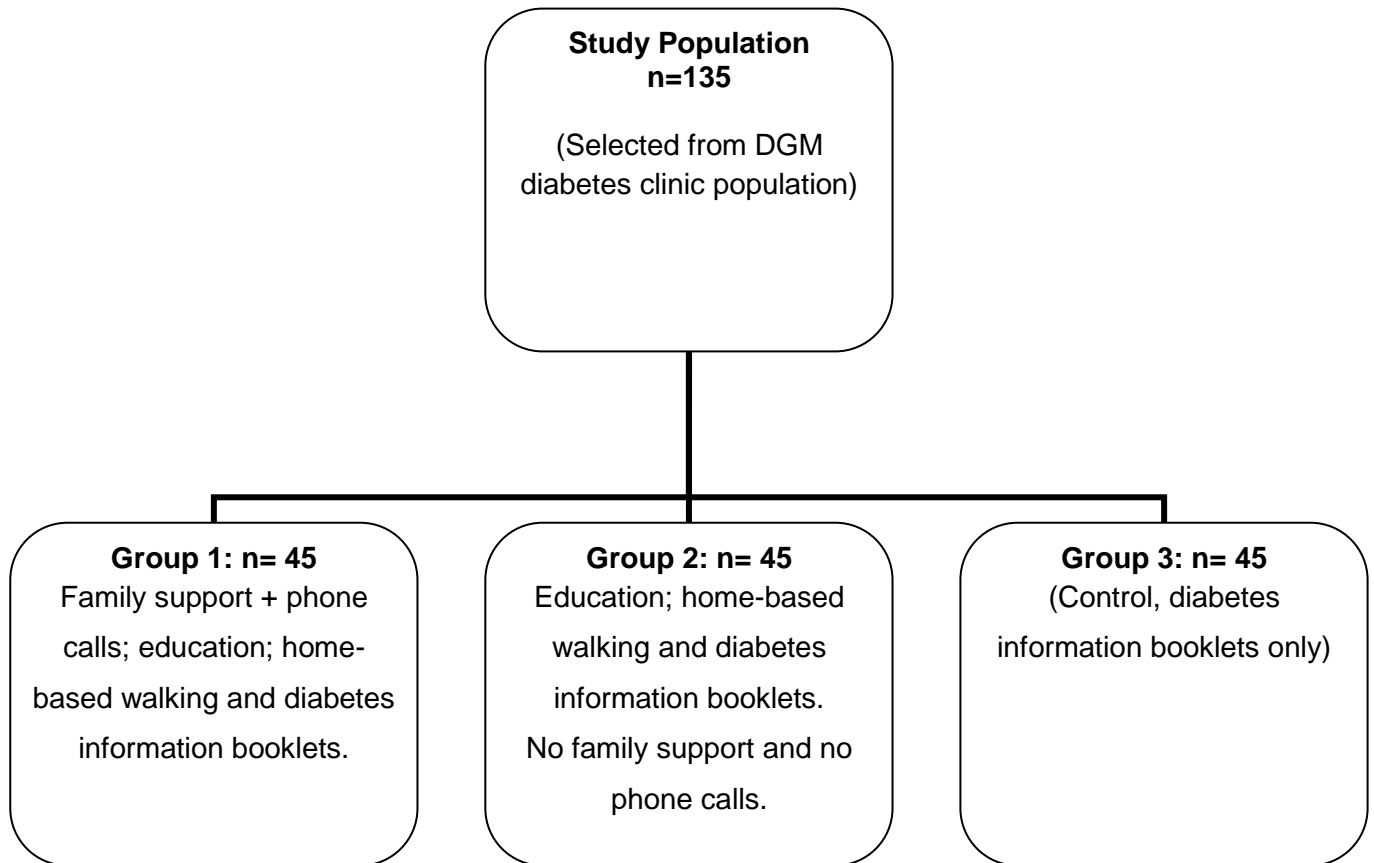 Study Population
n=135
(Selected from DGM
diabetes clinic population)
Group 1: n= 45
Family support + phone
calls; education; home-
based walking and diabetes
information booklets.
Group 2: n= 45
Education; home-based
walking and diabetes
information booklets.
No family support and no
phone calls.
Group 3: n= 45
(Control, diabetes
information booklets only)